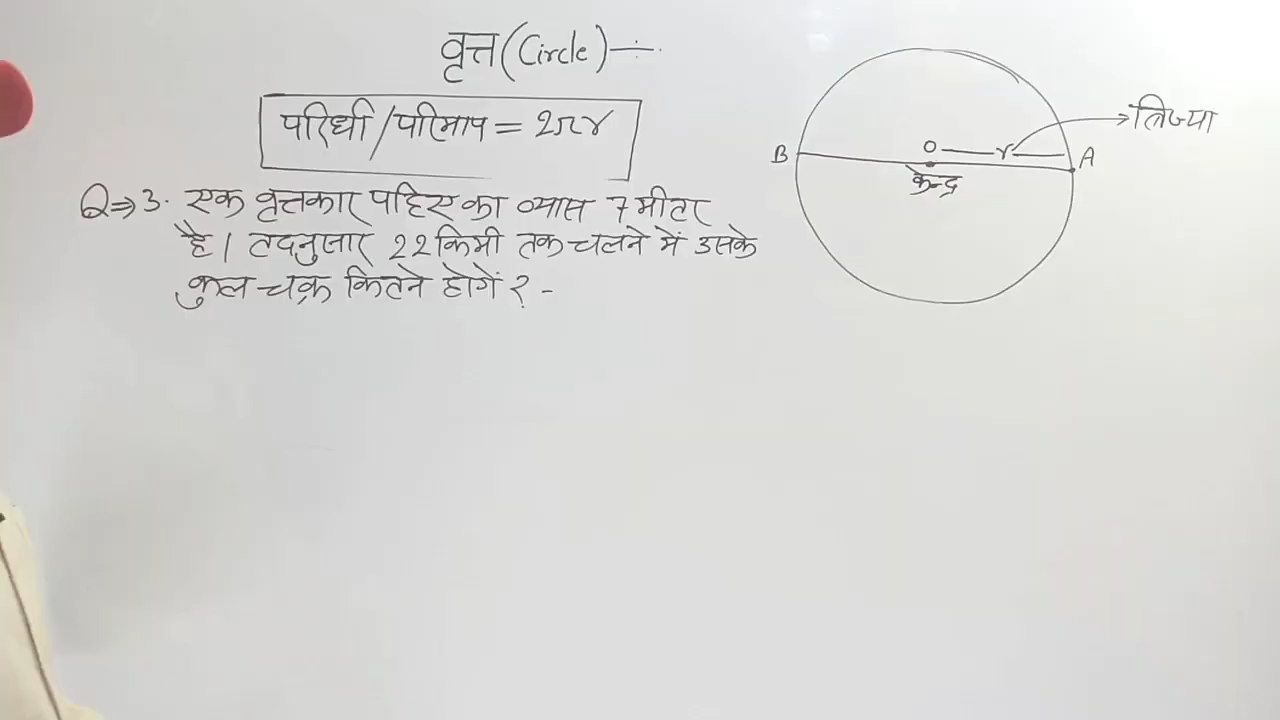 वृत्त (Circle) ÷
परिधी/परिमाप = 2πr
Q⇒3. एक वृत्तकार पहिए का व्यास 7 मीटर
है। तदनुसार 22 किमी तक चलने में उसके
कुल चक्र कितने होगें? -
B
O
r
A
त्रिज्या
केन्द्र